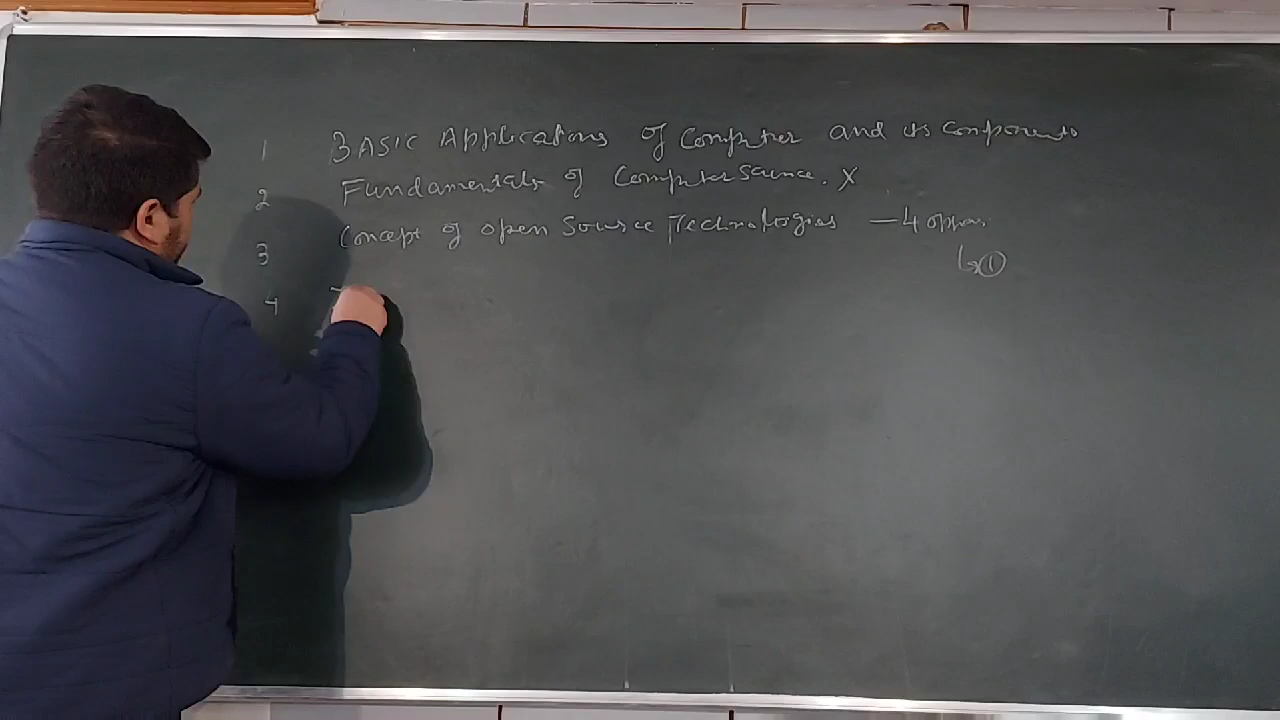 1 BASIC Applications of Computer and its components
2 Fundamentals of Computer Science. X
3 Concept of open Source Technologies — 4
↳ ①
4